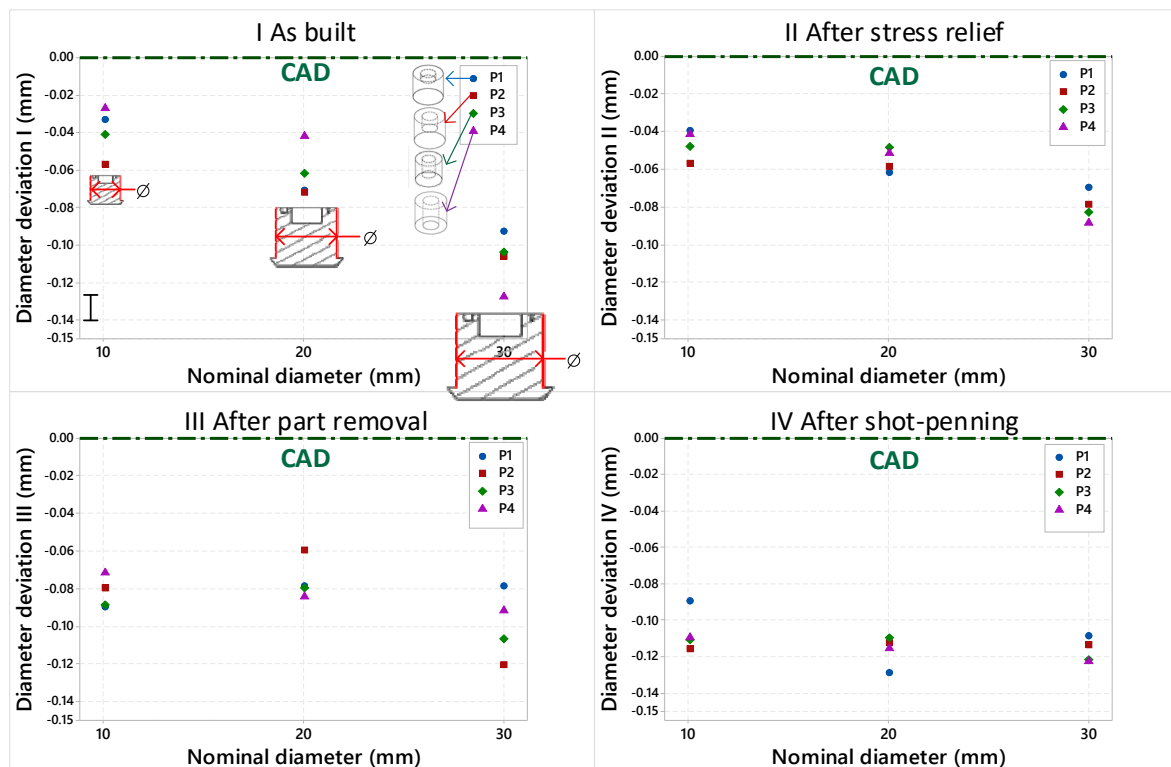 I As built
Diameter deviation I (mm)
0.00
-0.02
-0.04
-0.06
-0.08
-0.10
-0.12
-0.14
-0.15
CAD
P1
P2
P3
P4
Ø
Ø
Ø
10
20
30
Nominal diameter (mm)
II After stress relief
Diameter deviation II (mm)
0.00
-0.02
-0.04
-0.06
-0.08
-0.10
-0.12
-0.14
-0.15
CAD
P1
P2
P3
P4
10
20
30
Nominal diameter (mm)
III After part removal
Diameter deviation III (mm)
0.00
-0.02
-0.04
-0.06
-0.08
-0.10
-0.12
-0.14
-0.15
CAD
P1
P2
P3
P4
10
20
30
Nominal diameter (mm)
IV After shot-penning
Diameter deviation IV (mm)
0.00
-0.02
-0.04
-0.06
-0.08
-0.10
-0.12
-0.14
-0.15
CAD
P1
P2
P3
P4
10
20
30
Nominal diameter (mm)